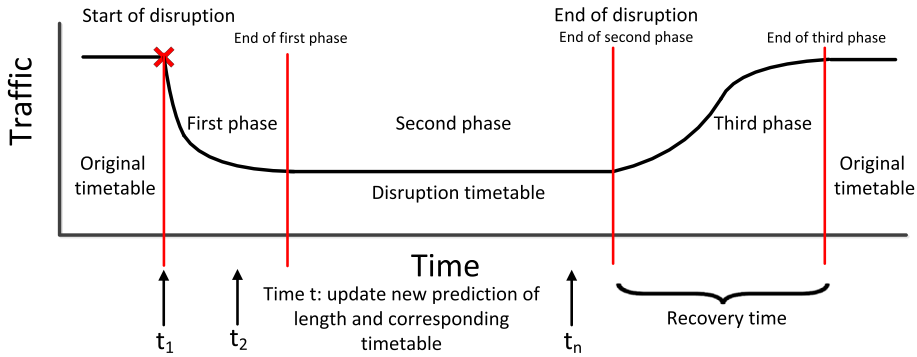 Start of disruption
End of disruption
End of first phase
End of second phase
End of third phase
Traffic
First phase
Second phase
Third phase
Original
timetable
Disruption timetable
Original
timetable
Time
Time t: update new prediction of
length and corresponding
timetable
t1
t2
tn
Recovery time